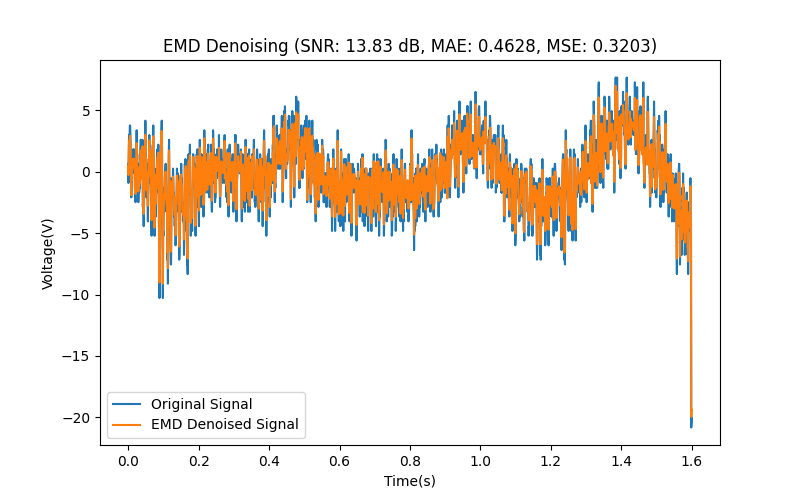 EMD Denoising (SNR: 13.83 dB, MAE: 0.4628, MSE: 0.3203)
5
0
−5
−10
−15
−20
Voltage(V)
Original Signal
EMD Denoised Signal
0.0 0.2 0.4 0.6 0.8 1.0 1.2 1.4 1.6
Time(s)